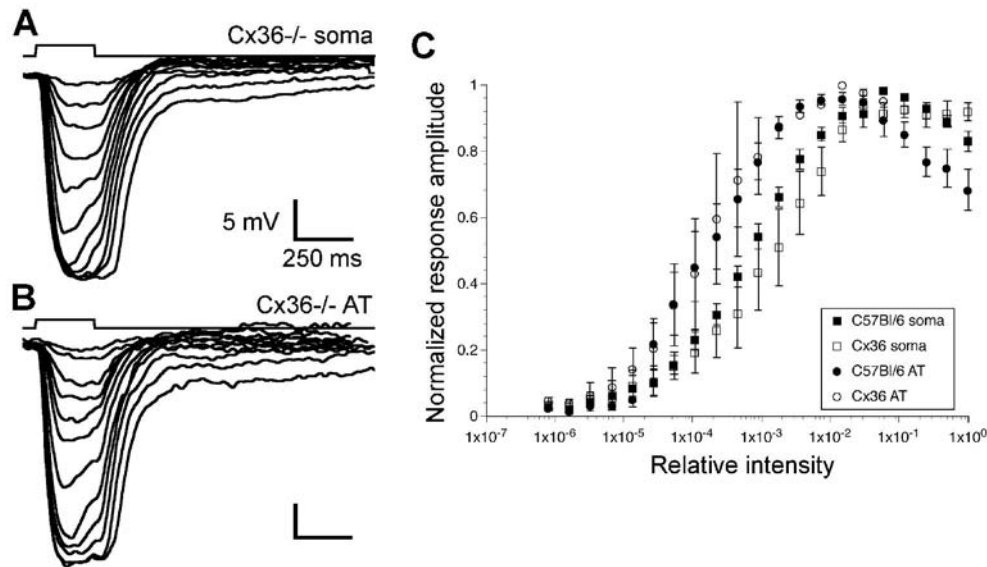 A
Cx36-/- soma
5 mV
250 ms
B
Cx36-/- AT
C
Normalized response amplitude
1
0.8
0.6
0.4
0.2
0
1x10-7
1x10-6
1x10-5
1x10-4
1x10-3
1x10-2
1x10-1
1x100
Relative intensity
C57Bl/6 soma
Cx36 soma
C57Bl/6 AT
Cx36 AT